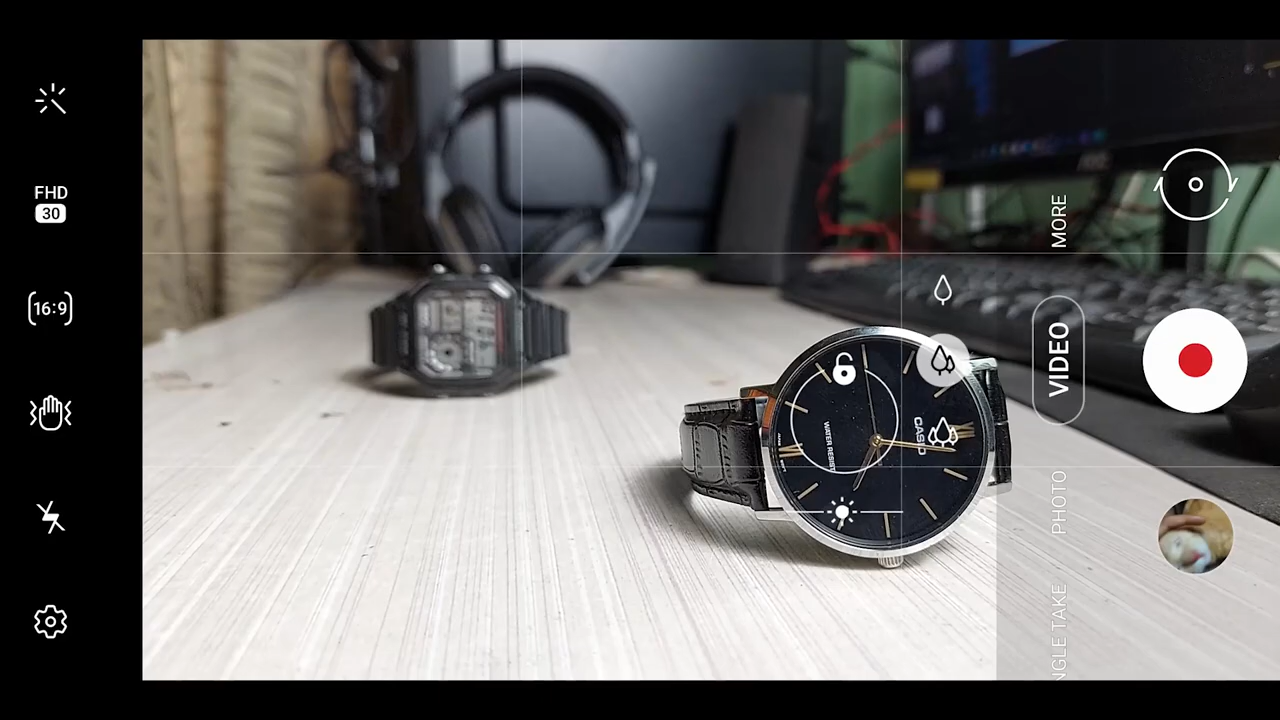 FHD
30
16:9
MORE
VIDEO
PHOTO
NGLE TAKE
CASIO
WATER RESIST